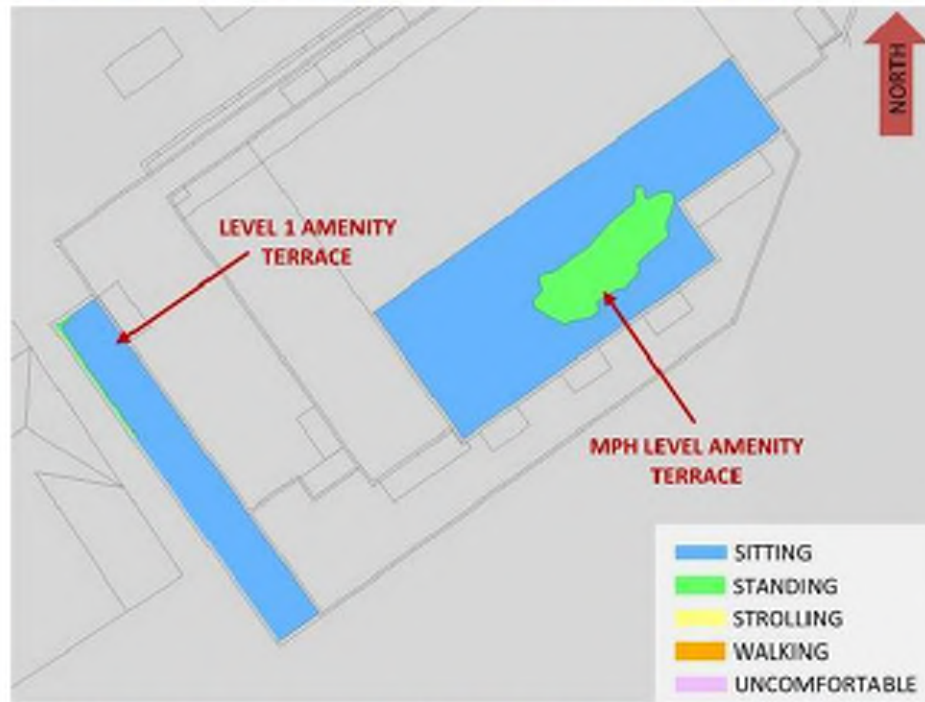 NORTH
LEVEL 1 AMENITY
TERRACE
MPH LEVEL AMENITY
TERRACE
SITTING
STANDING
STROLLING
WALKING
UNCOMFORTABLE